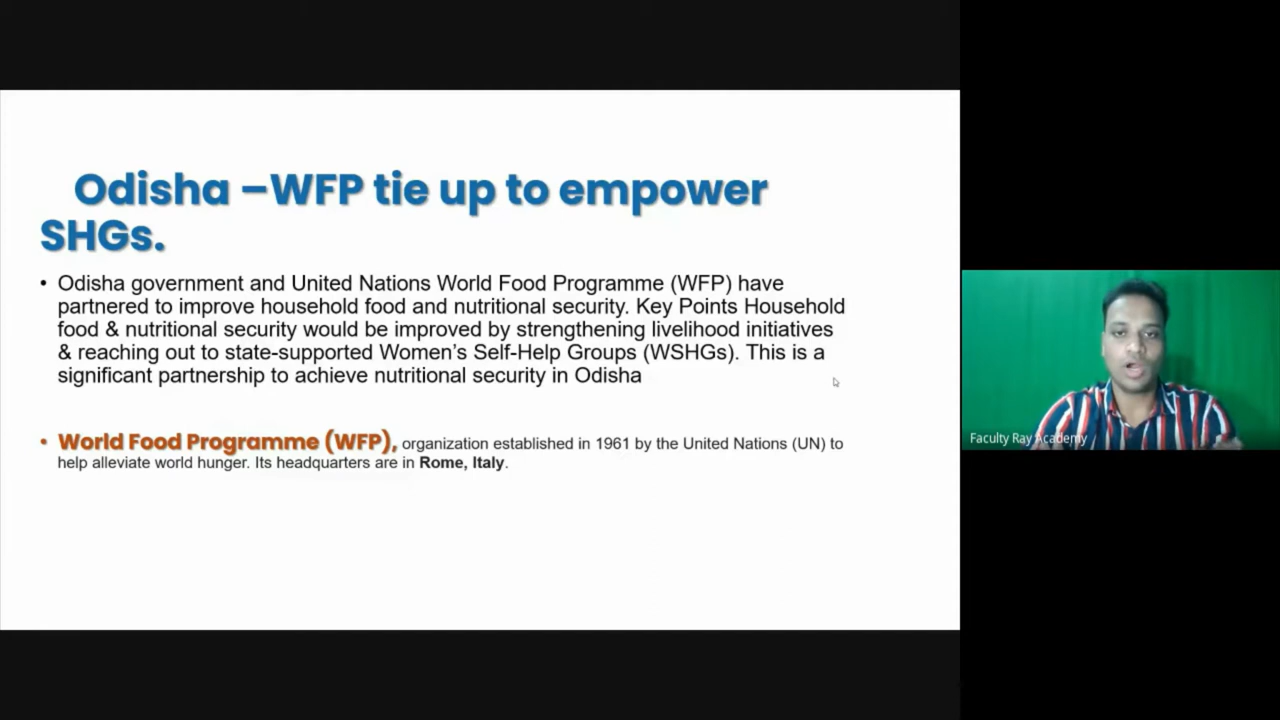 Odisha –WFP tie up to empower
SHGs.
• Odisha government and United Nations World Food Programme (WFP) have
partnered to improve household food and nutritional security. Key Points Household
food & nutritional security would be improved by strengthening livelihood initiatives
& reaching out to state-supported Women's Self-Help Groups (WSHGs). This is a
significant partnership to achieve nutritional security in Odisha
• World Food Programme (WFP), organization established in 1961 by the United Nations (UN) to
help alleviate world hunger. Its headquarters are in Rome, Italy.
Faculty Ray Academy